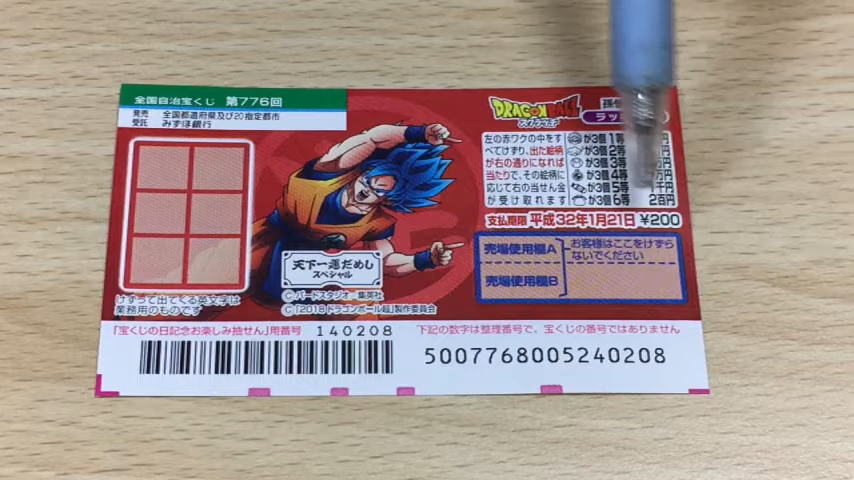 全国自治宝くじ 第776回
発売 全国都道府県及び20指定都市
受託 みずほ銀行
DRAGONBALL
左の赤ワクの中をす
べてけずり、出た絵柄
が右の通りになれば
当たりで、その絵柄に
応じて右の当せん金
が受け取れます
が3個1等
が3個2等
が3個3等
が3個4等
が3個5等 千円
が3個6等 2百円
支払期限 平成32年1月21日 ¥200
売場使用欄A
お客様はここをけずら
ないでください
売場使用欄B
天下一運だめし
スペシャル
けずって出てくる英文字は
業務用のものです
©バードスタジオ/集英社
©「2018ドラゴンボール超」製作委員会
「宝くじの日記念お楽しみ抽せん」用番号 140208
下記の数字は整理番号で、宝くじの番号ではありません
5007768005240208